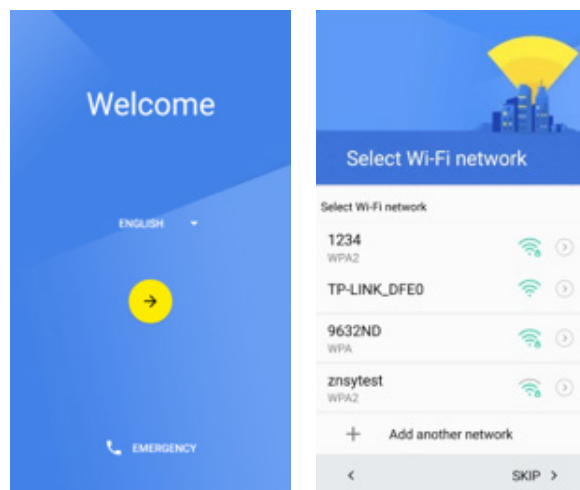 Welcome
ENGLISH
EMERGENCY
Select Wi-Fi network
Select Wi-Fi network
1234
WPA2
TP-LINK_DFE0
9632ND
WPA
znsytest
WPA2
Add another network
SKIP